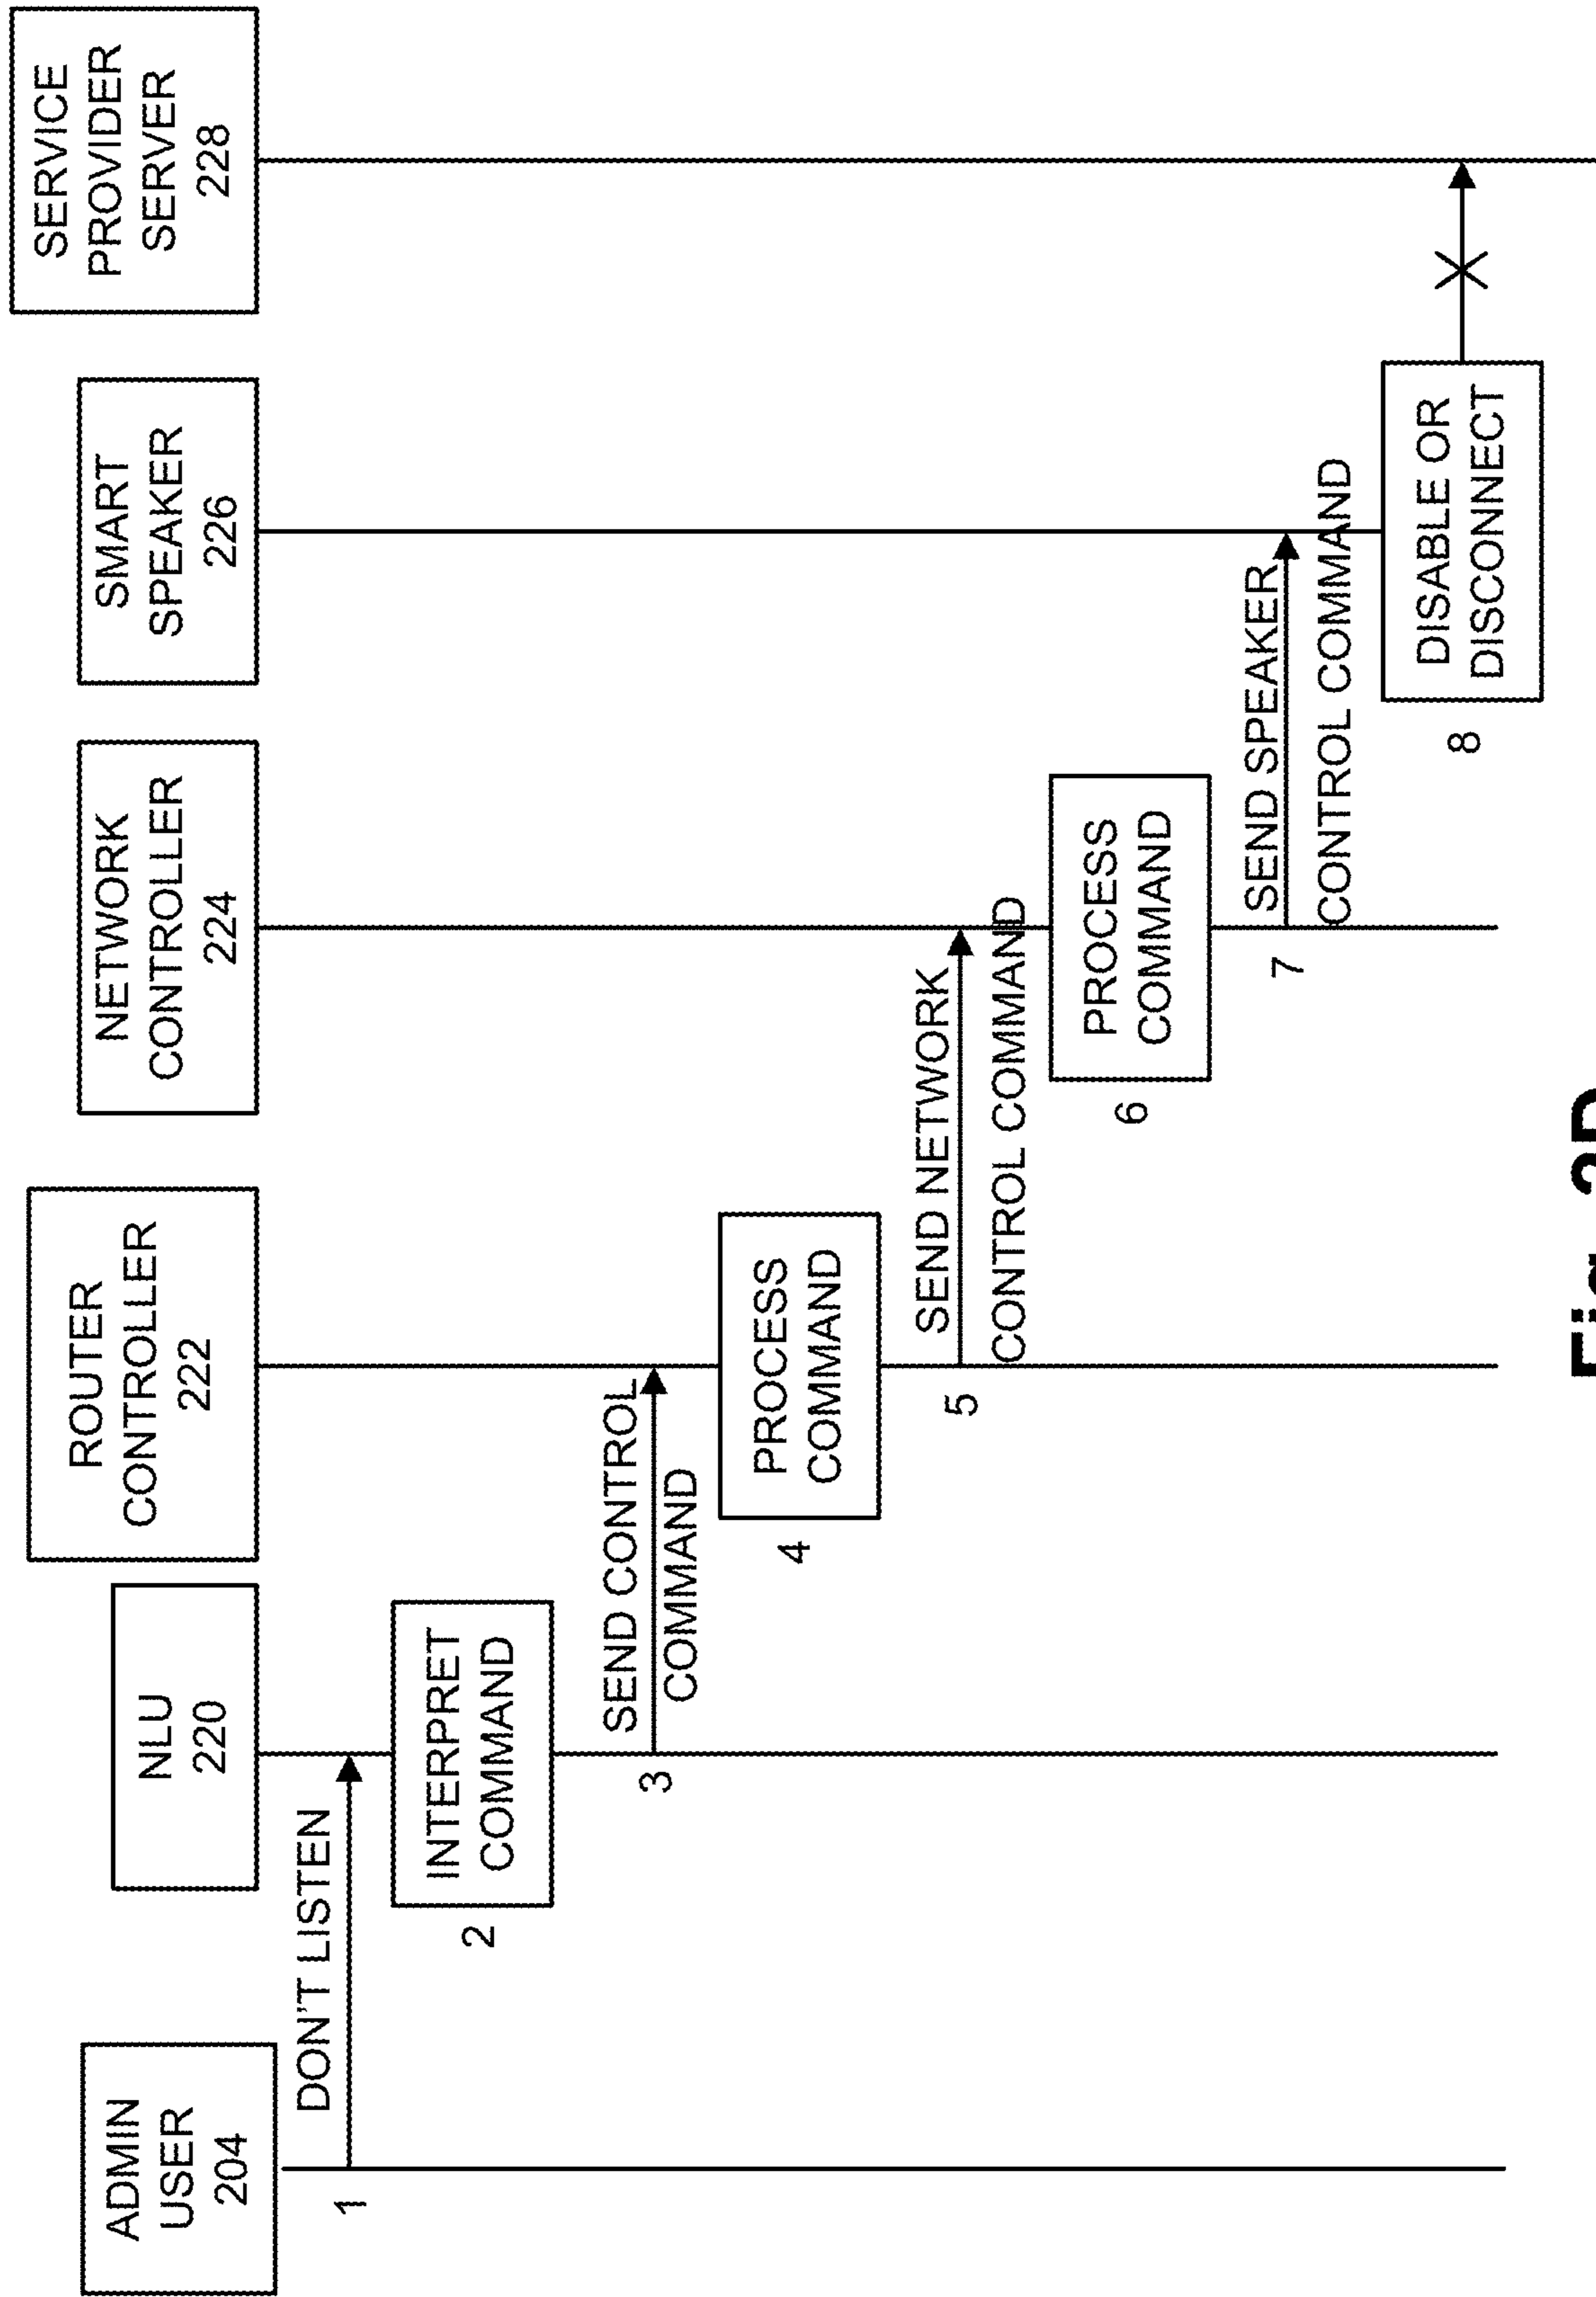 ADMIN
USER
204
NLU
220
ROUTER
CONTROLLER
222
NETWORK
CONTROLLER
224
SMART
SPEAKER
226
SERVICE
PROVIDER
SERVER
228
1
DON'T LISTEN
2
INTERPRET
COMMAND
3
SEND CONTROL
COMMAND
4
PROCESS
COMMAND
5
SEND NETWORK
CONTROL COMMAND
6
PROCESS
COMMAND
7
SEND SPEAKER
CONTROL COMMAND
8
DISABLE OR
DISCONNECT
Fig.